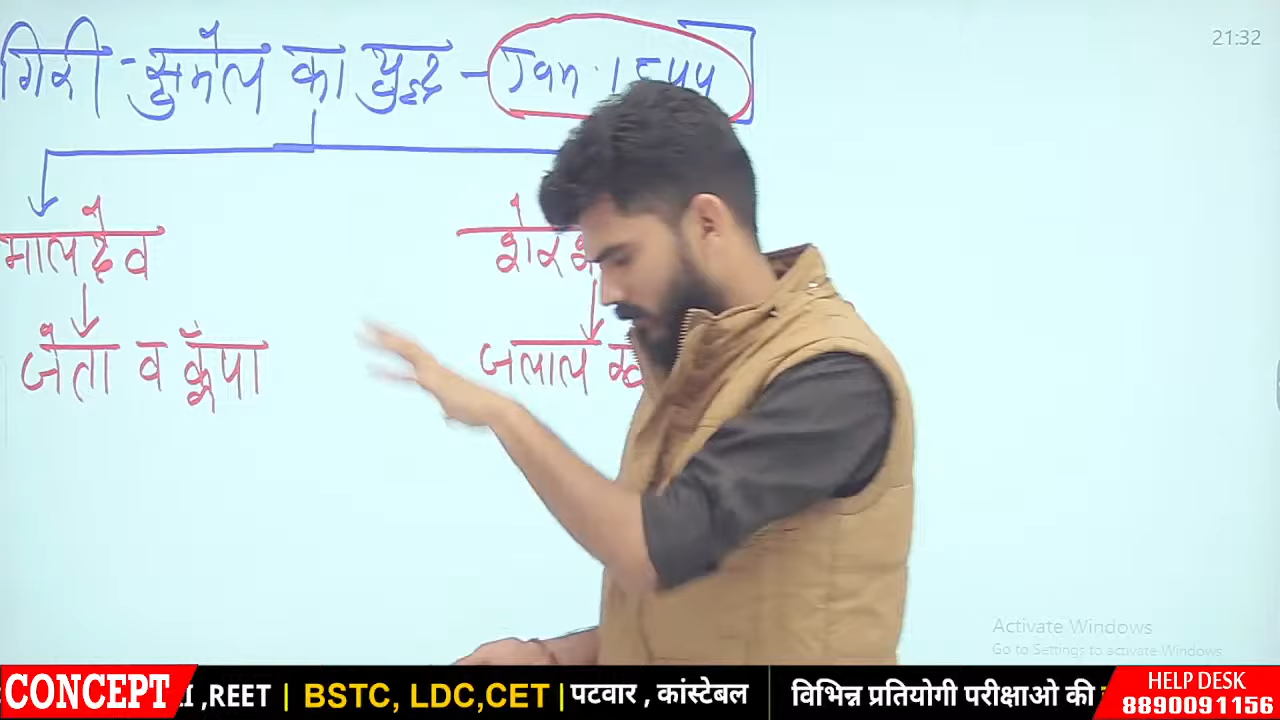 गिरी-सुमेल का युद्ध - Jan. 1544
21:32
मालदेव
शेरश
जैता व कूँपा
जलाल ख
Activate Windows
Go to Settings to activate Windows.
CONCEPT I ,REET | BSTC, LDC,CET | पटवार , कांस्टेबल विभिन्न प्रतियोगी परीक्षाओ की
HELP DESK
8890091156